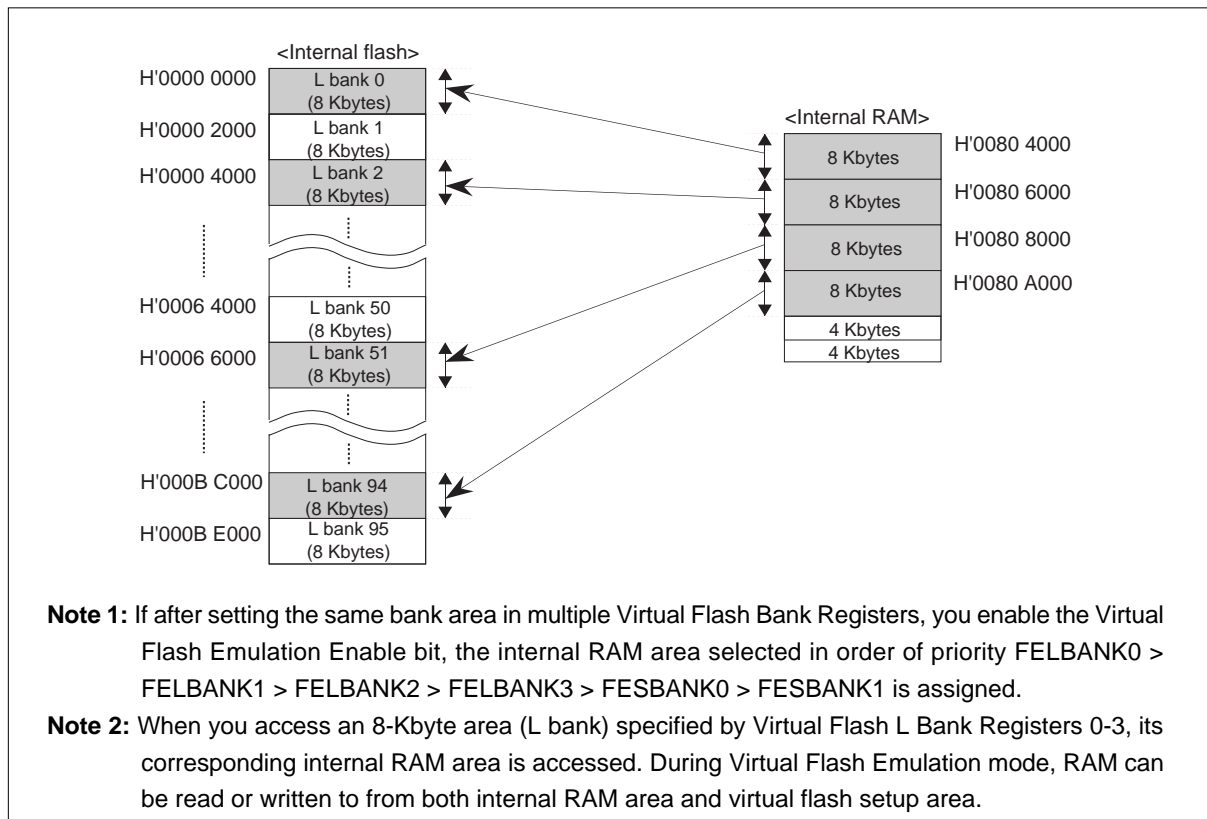 <Internal flash>
H'0000 0000
L bank 0
(8 Kbytes)
H'0000 2000
L bank 1
(8 Kbytes)
H'0000 4000
L bank 2
(8 Kbytes)
H'0006 4000
L bank 50
(8 Kbytes)
H'0006 6000
L bank 51
(8 Kbytes)
H'000B C000
L bank 94
(8 Kbytes)
H'000B E000
L bank 95
(8 Kbytes)
<Internal RAM>
8 Kbytes
H'0080 4000
8 Kbytes
H'0080 6000
8 Kbytes
H'0080 8000
8 Kbytes
H'0080 A000
4 Kbytes
4 Kbytes
Note 1: If after setting the same bank area in multiple Virtual Flash Bank Registers, you enable the Virtual
Flash Emulation Enable bit, the internal RAM area selected in order of priority FELBANK0 >
FELBANK1 > FELBANK2 > FELBANK3 > FESBANK0 > FESBANK1 is assigned.
Note 2: When you access an 8-Kbyte area (L bank) specified by Virtual Flash L Bank Registers 0-3, its
corresponding internal RAM area is accessed. During Virtual Flash Emulation mode, RAM can
be read or written to from both internal RAM area and virtual flash setup area.